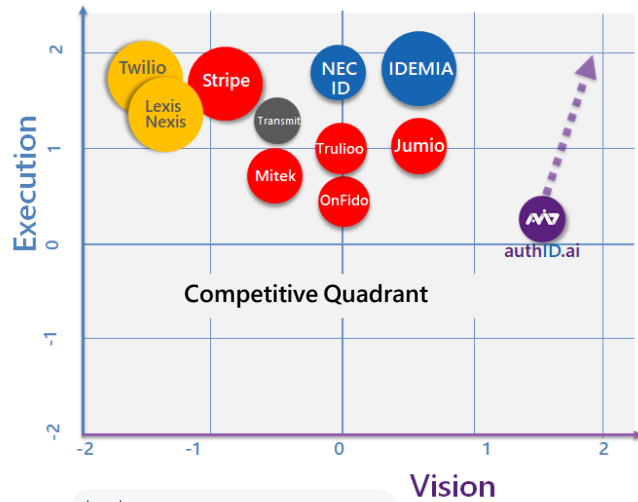 Execution
2
1
0
-1
-2
Twilio
Lexis
Nexis
Stripe
Transmit
Mitek
NEC
ID
IDEMIA
Trulioo
Jumio
OnFido
authID.ai
Competitive Quadrant
-2
-1
0
1
2
Vision